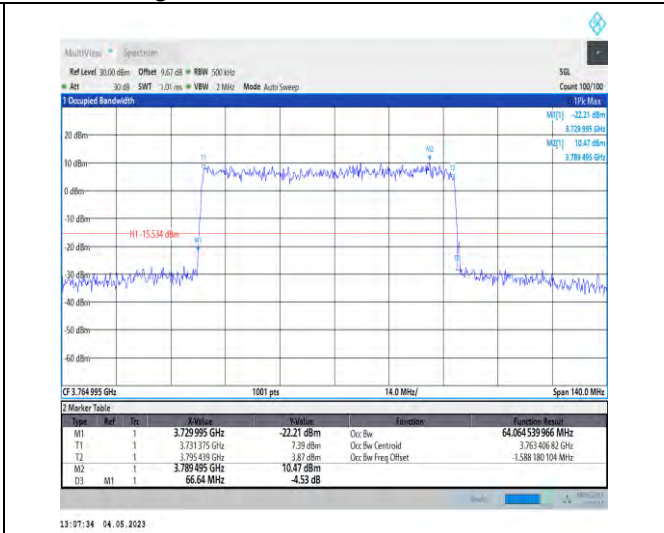 MultiView Spectrum
Ref Level 30.00 dBm Offset 9.67 dB RBW 500 kHz SGL
Att 30 dB SWT 1.01 ms VBW 2 MHz Mode Auto Sweep Count 100/100
1 Occupied Bandwidth 1Pk Max
M1[1] -22.21 dBm
3.729 995 GHz
M2[1] 10.47 dBm
3.789 495 GHz
20 dBm
M2
T1
T2
10 dBm
0 dBm
-10 dBm
H1 -15.534 dBm
M1
-20 dBm
D3
-30 dBm
-40 dBm
-50 dBm
-60 dBm
CF 3.764 995 GHz 1001 pts 14.0 MHz/ Span 140.0 MHz
2 Marker Table
Type Ref Trc X-Value Y-Value Function Function Result
M1 1 3.729 995 GHz -22.21 dBm Occ Bw 64.064 539 966 MHz
T1 1 3.731 375 GHz 7.39 dBm Occ Bw Centroid 3.763 406 82 GHz
T2 1 3.795 439 GHz 3.87 dBm Occ Bw Freq Offset -1.588 180 104 MHz
M2 1 3.789 495 GHz 10.47 dBm
D3 M1 1 66.64 MHz -4.53 dB
13:07:34 04.05.2023